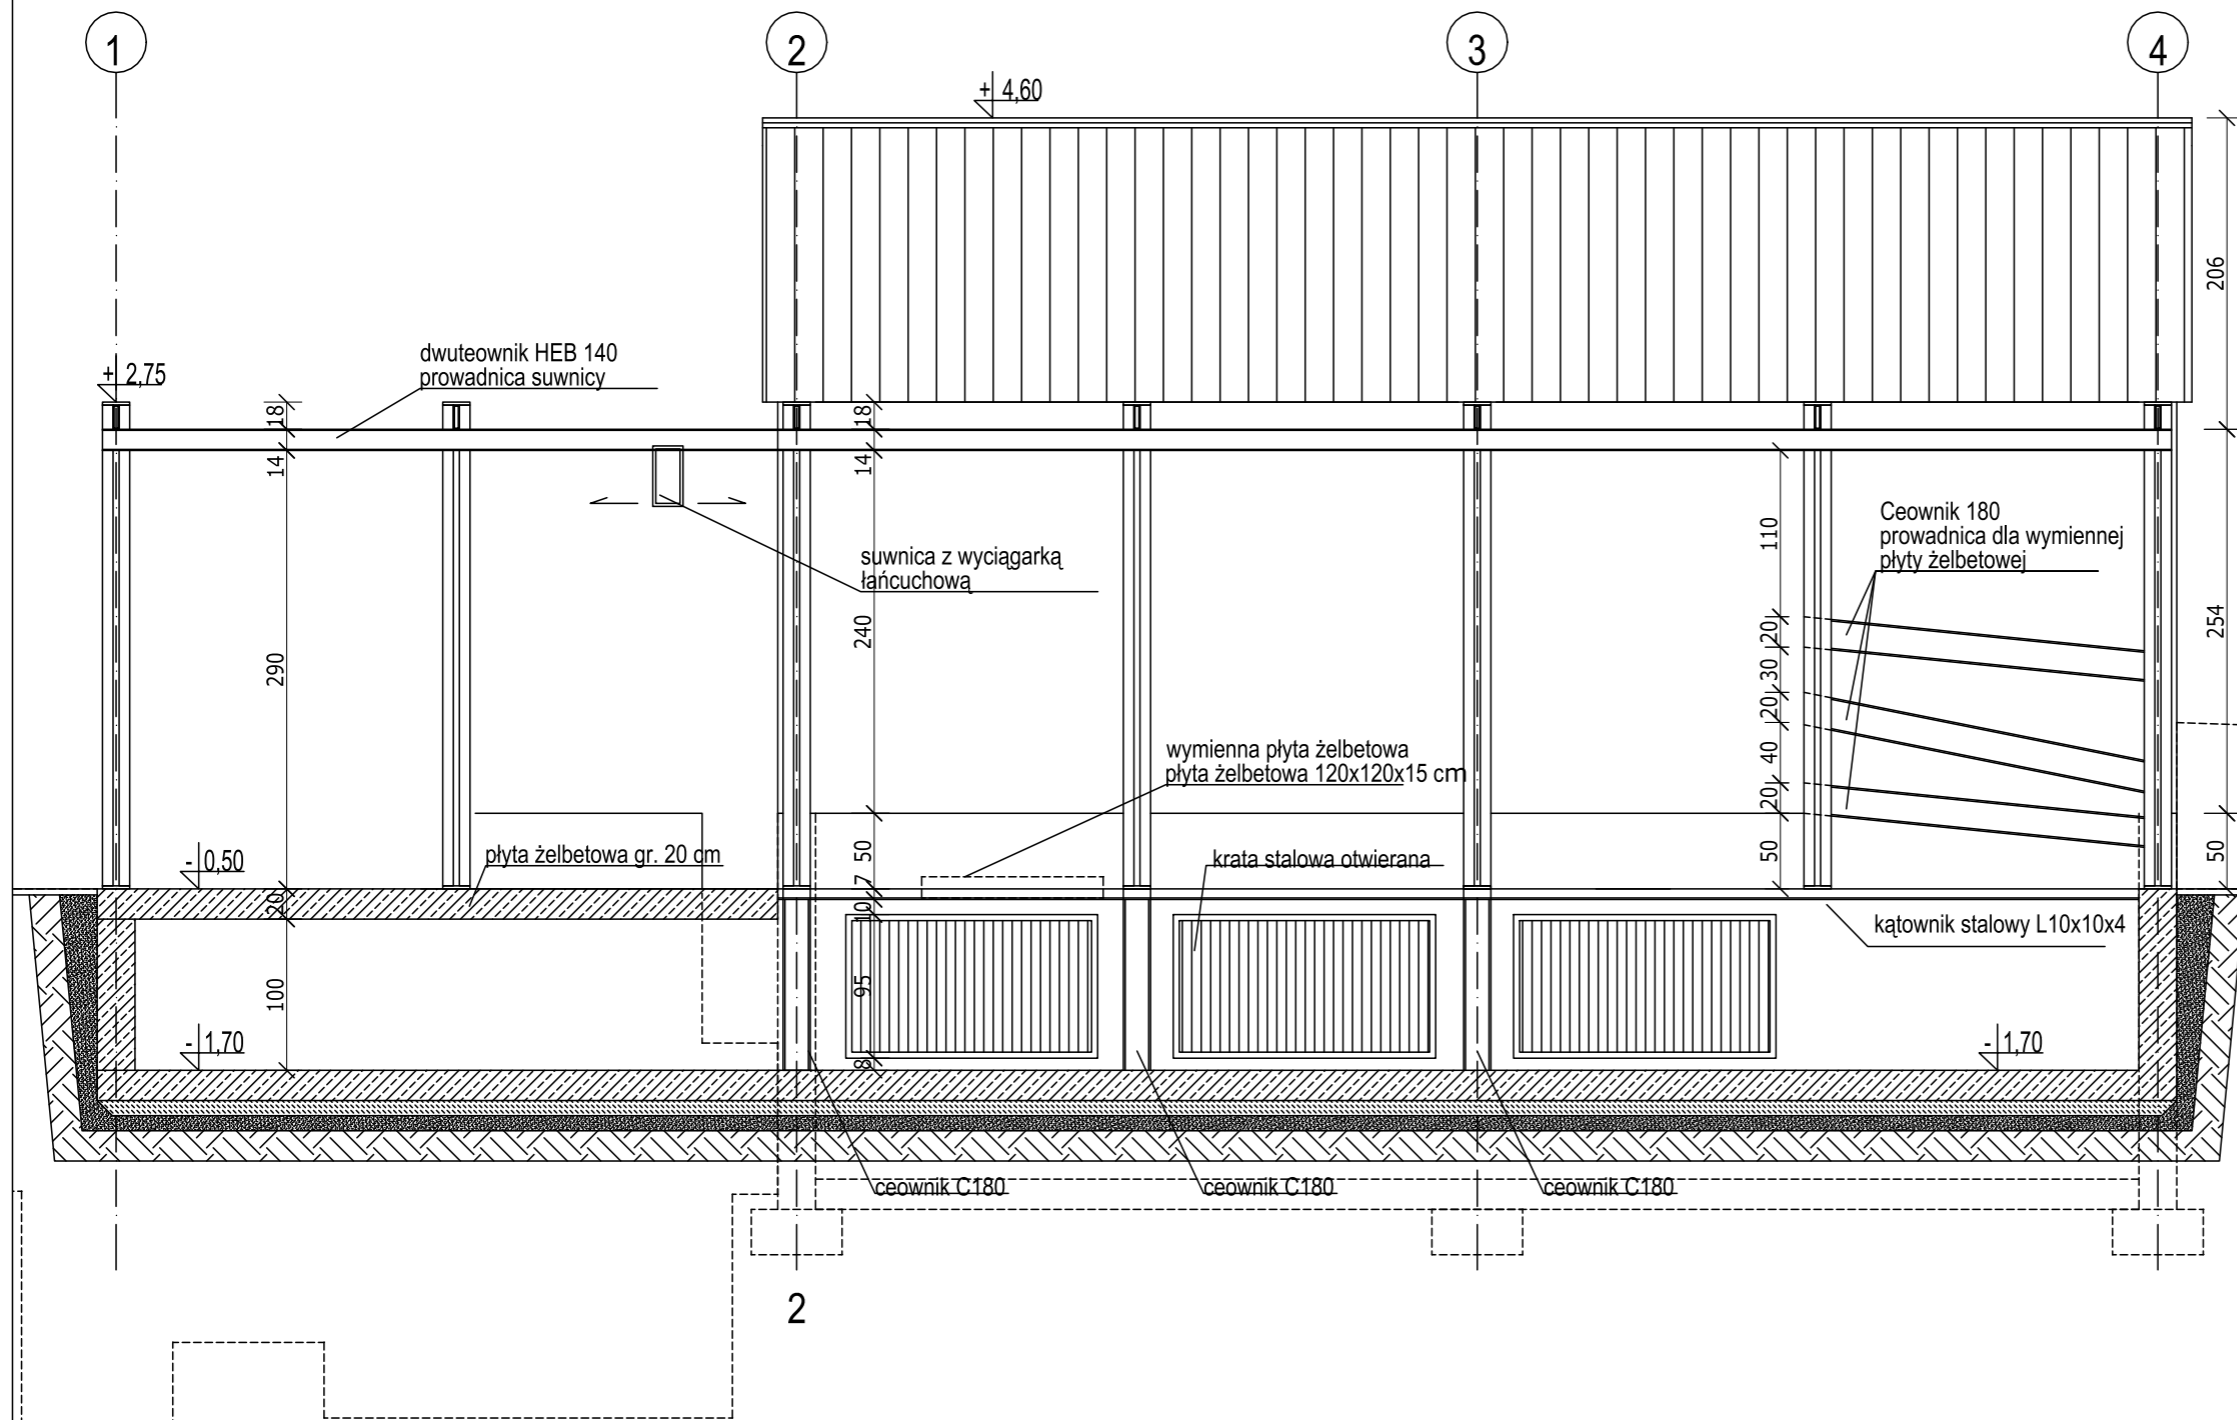 1
2
3
4
+ 4,60
206
dwuteownik HEB 140
prowadnica suwnicy
+ 2,75
18
18
14
14
110
Ceownik 180
prowadnica dla wymiennej
płyty żelbetowej
suwnica z wyciągarką
łańcuchową
240
254
20
290
30
20
wymienna płyta żelbetowa
płyta żelbetowa 120x120x15 cm
40
20
płyta żelbetowa gr. 20 cm
- 0,50
50
krata stalowa otwierana
50
50
7
20
10
kątownik stalowy L10x10x4
100
95
- 1,70
- 1,70
8
ceownik C180
ceownik C180
ceownik C180
2